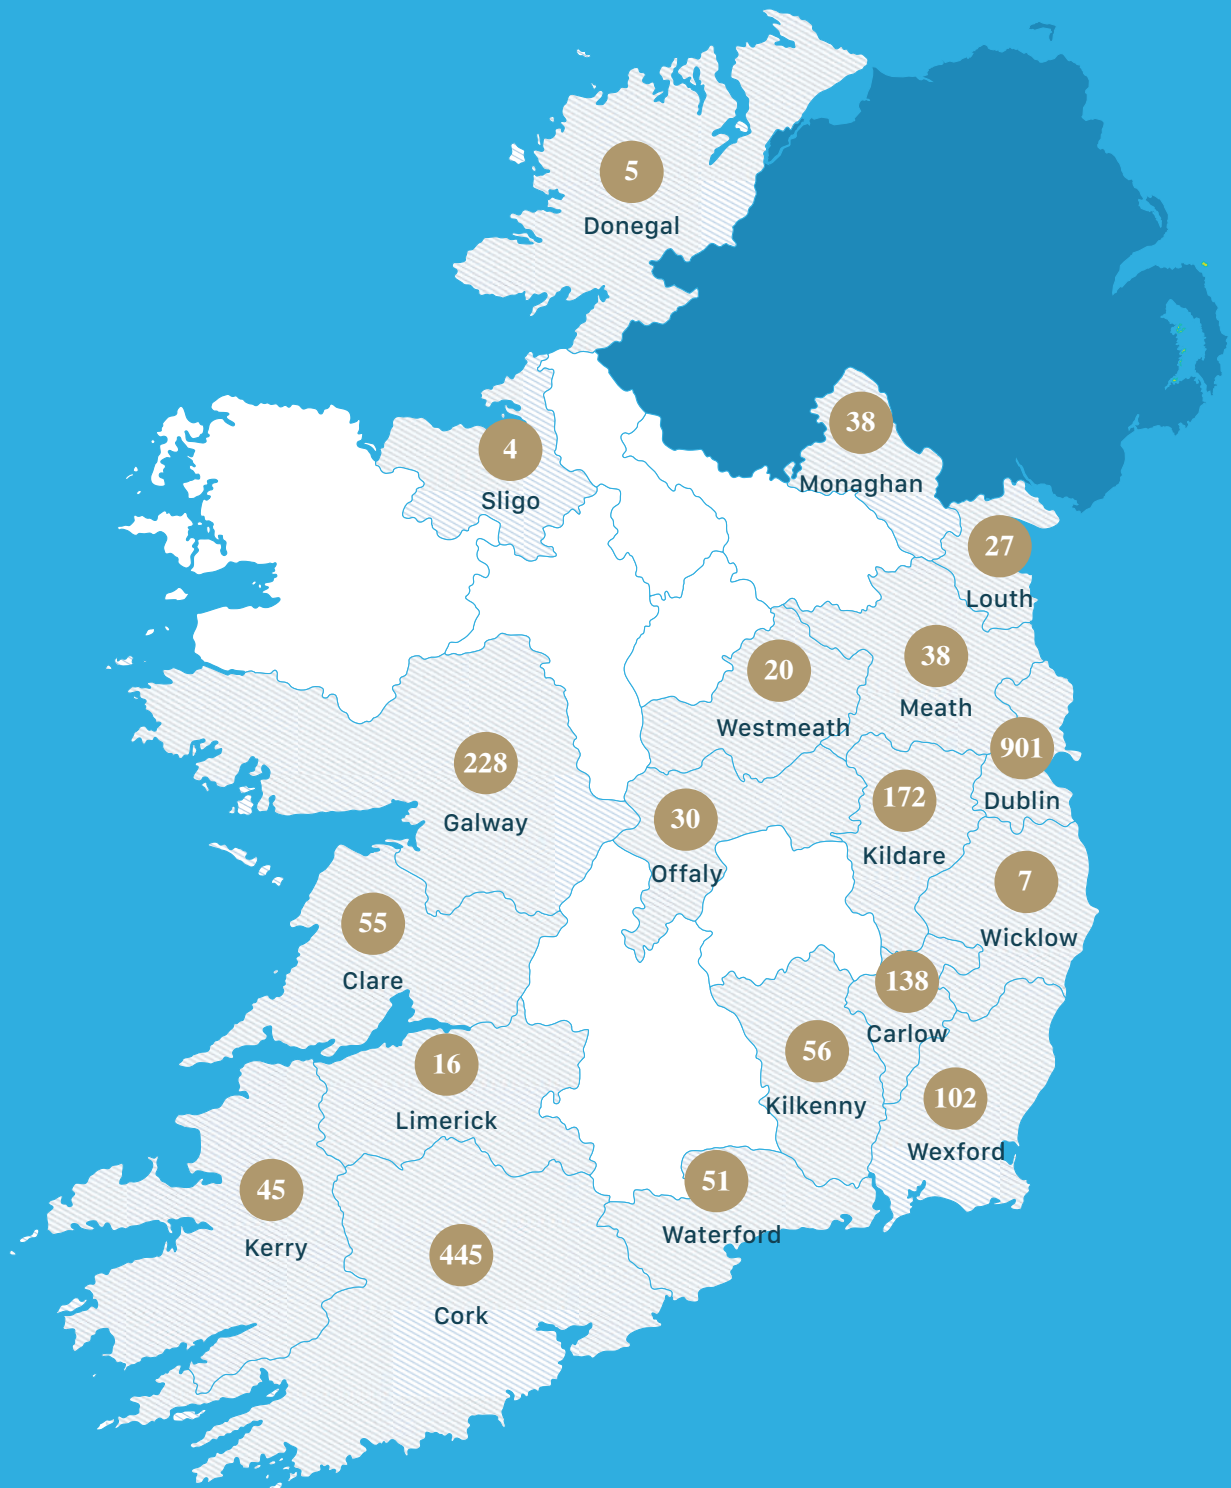 5
Donegal
38
Monaghan
4
Sligo
27
Louth
38
Meath
20
Westmeath
901
Dublin
228
Galway
172
Kildare
30
Offaly
7
Wicklow
55
Clare
138
Carlow
16
Limerick
56
Kilkenny
102
Wexford
51
Waterford
45
Kerry
445
Cork